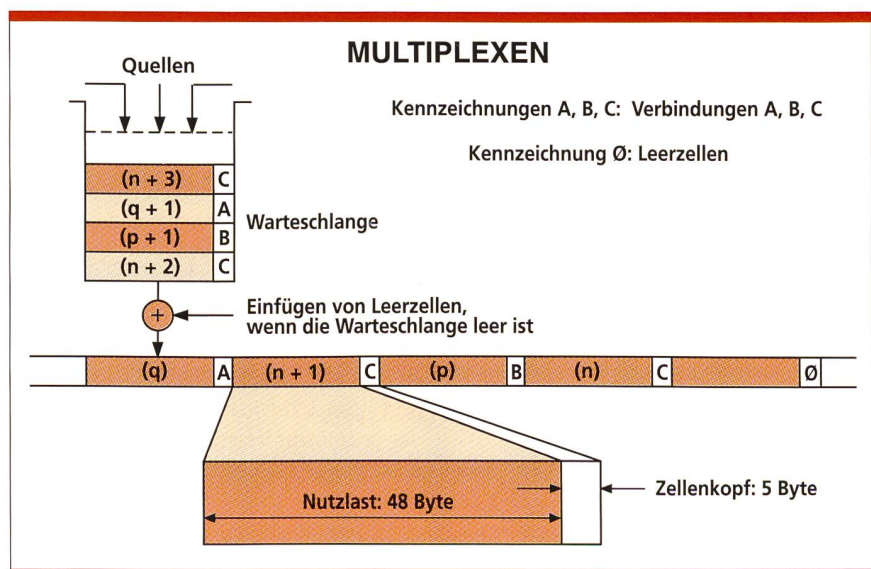 MULTIPLEXEN
Quellen
Kennzeichnungen A, B, C: Verbindungen A, B, C
Kennzeichnung Ø: Leerzellen
(n + 3) C
(q + 1) A
(p + 1) B
(n + 2) C
Warteschlange
+
Einfügen von Leerzellen,
wenn die Warteschlange leer ist
(q) A (n + 1) C (p) B (n) C Ø
Nutzlast: 48 Byte
Zellenkopf: 5 Byte